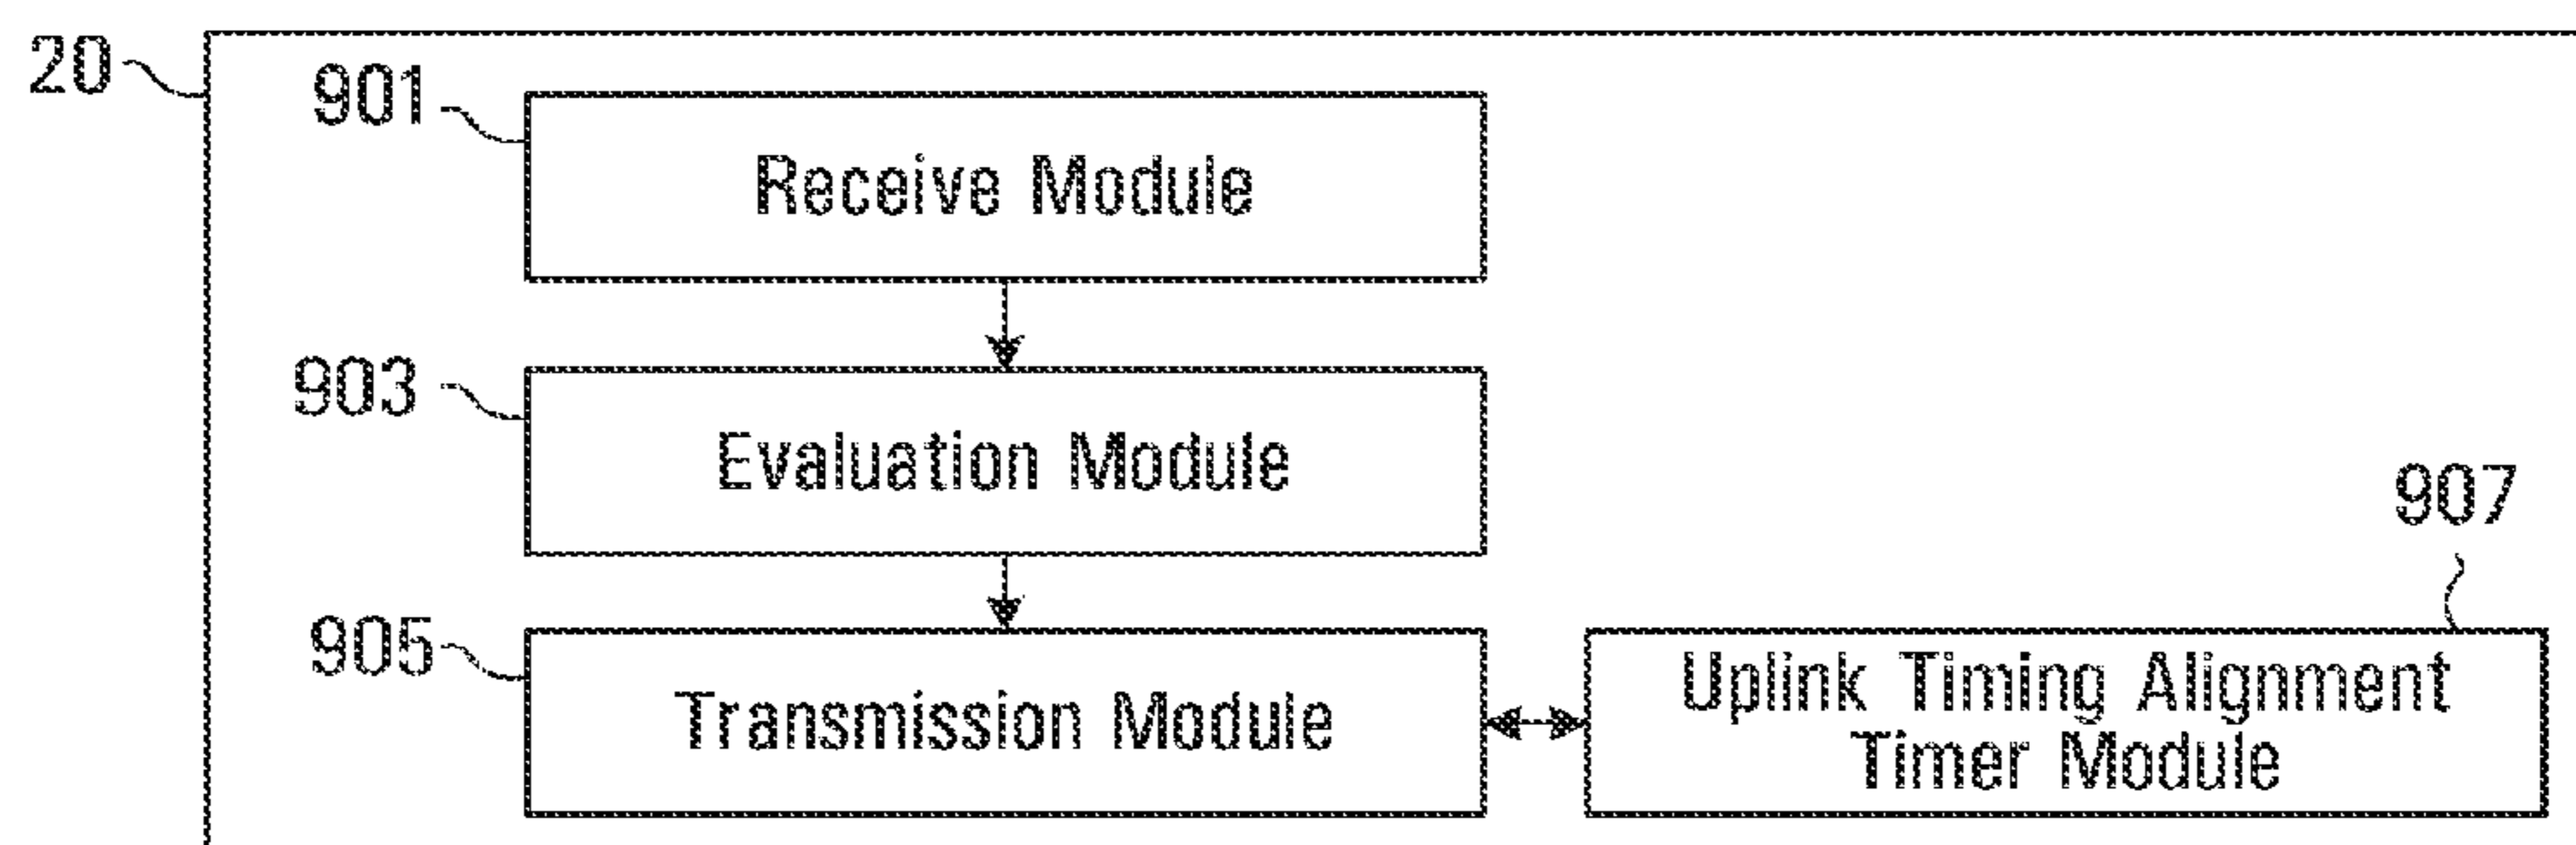 20
901
Receive Module
903
Evaluation Module
907
905
Transmission Module
Uplink Timing Alignment
Timer Module